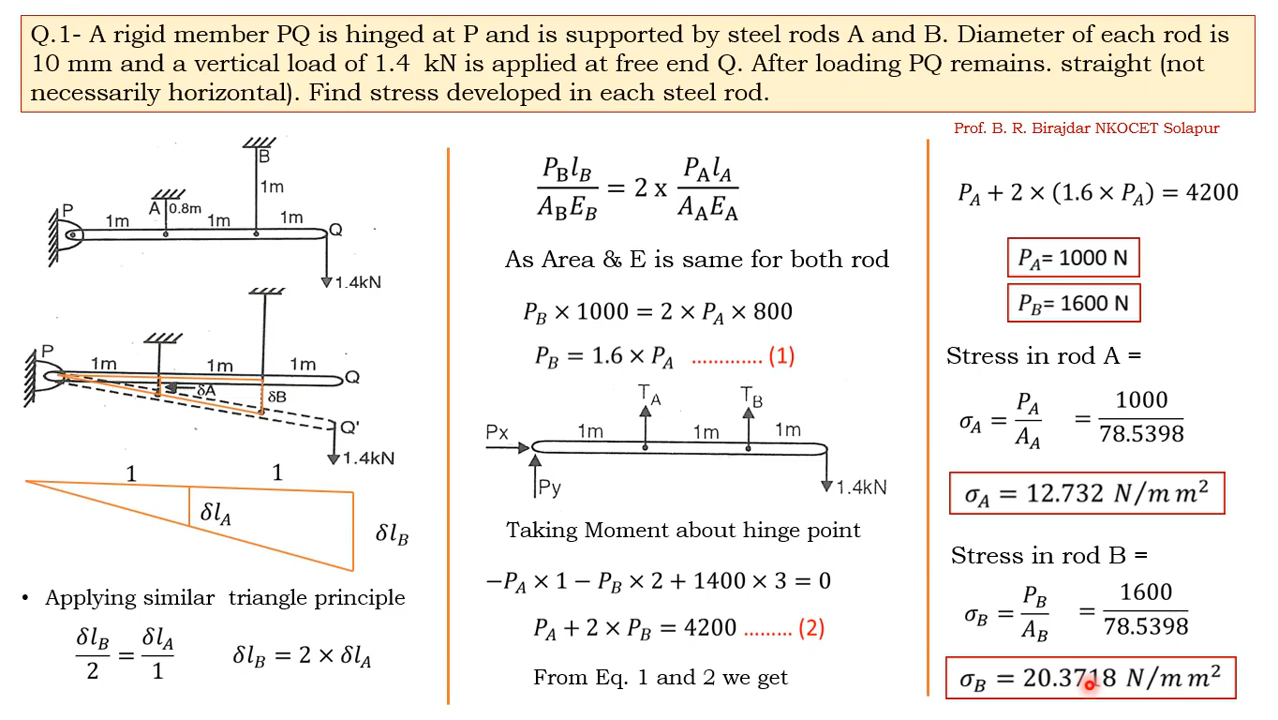 Q.1- A rigid member PQ is hinged at P and is supported by steel rods A and B. Diameter of each rod is
10 mm and a vertical load of 1.4 kN is applied at free end Q. After loading PQ remains. straight (not
necessarily horizontal). Find stress developed in each steel rod.
Prof. B. R. Birajdar NKOCET Solapur
B
1m
P
1m
A
0.8m
1m
1m
Q
1.4kN
P
1m
1m
1m
Q
δA
δB
Q'
1.4kN
1
1
δl_A
δl_B
• Applying similar triangle principle
δl_B/2 = δl_A/1
δl_B = 2 × δl_A
P_B l_B / A_B E_B = 2 x P_A l_A / A_A E_A
As Area & E is same for both rod
P_B × 1000 = 2 × P_A × 800
P_B = 1.6 × P_A ............. (1)
T_A
T_B
Px
1m
1m
1m
Py
1.4kN
Taking Moment about hinge point
−P_A × 1 − P_B × 2 + 1400 × 3 = 0
P_A + 2 × P_B = 4200 ......... (2)
From Eq. 1 and 2 we get
P_A + 2 × (1.6 × P_A) = 4200
P_A= 1000 N
P_B= 1600 N
Stress in rod A =
σ_A = P_A/A_A = 1000/78.5398
σ_A = 12.732 N/mm²
Stress in rod B =
σ_B = P_B/A_B = 1600/78.5398
σ_B = 20.3718 N/mm²